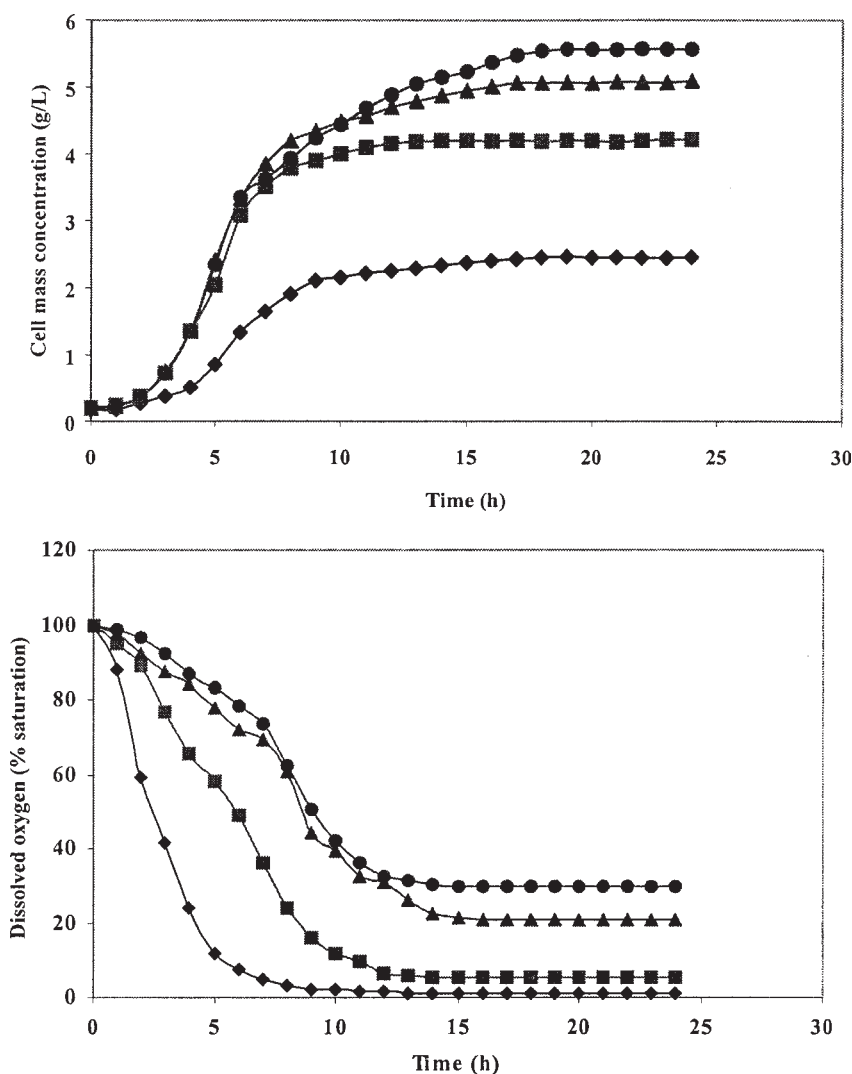 6
5
4
3
2
1
0
Cell mass concentration (g/L)
0 5 10 15 20 25 30
Time (h)
120
100
80
60
40
20
0
Dissolved oxygen (% saturation)
0 5 10 15 20 25 30
Time (h)